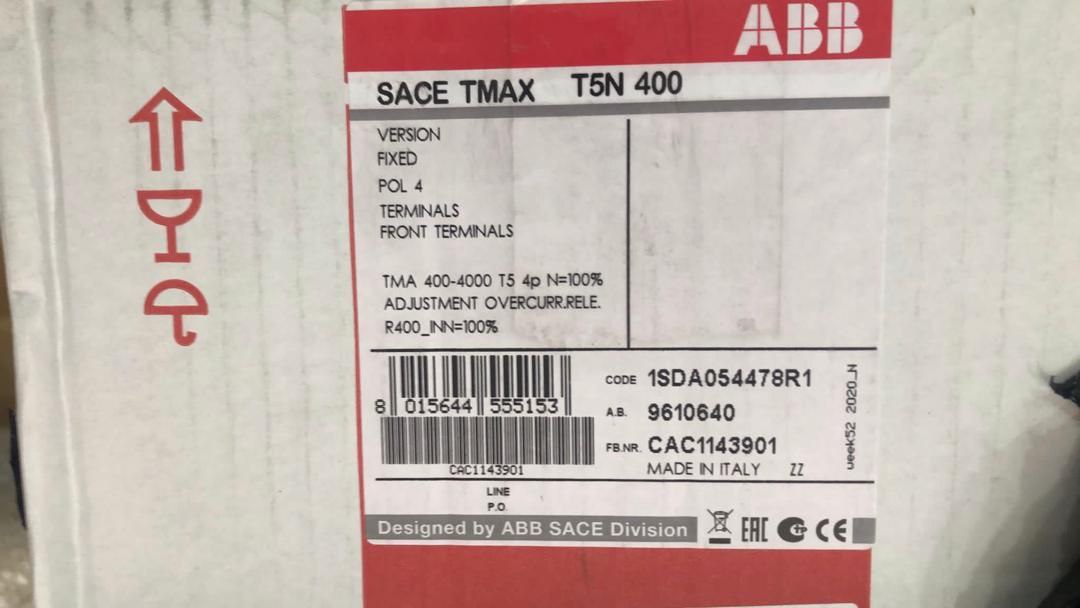 ABB
SACE TMAX T5N 400
VERSION
FIXED
POL 4
TERMINALS
FRONT TERMINALS
TMA 400-4000 T5 4p N=100%
ADJUSTMENT OVERCURR.RELE.
R400_INN=100%
8 015644 555153
CAC1143901
CODE 1SDA054478R1
A.B. 9610640
FB.NR. CAC1143901
MADE IN ITALY ZZ
week52 2020_N
LINE
P.O.
Designed by ABB SACE Division
EAC CE